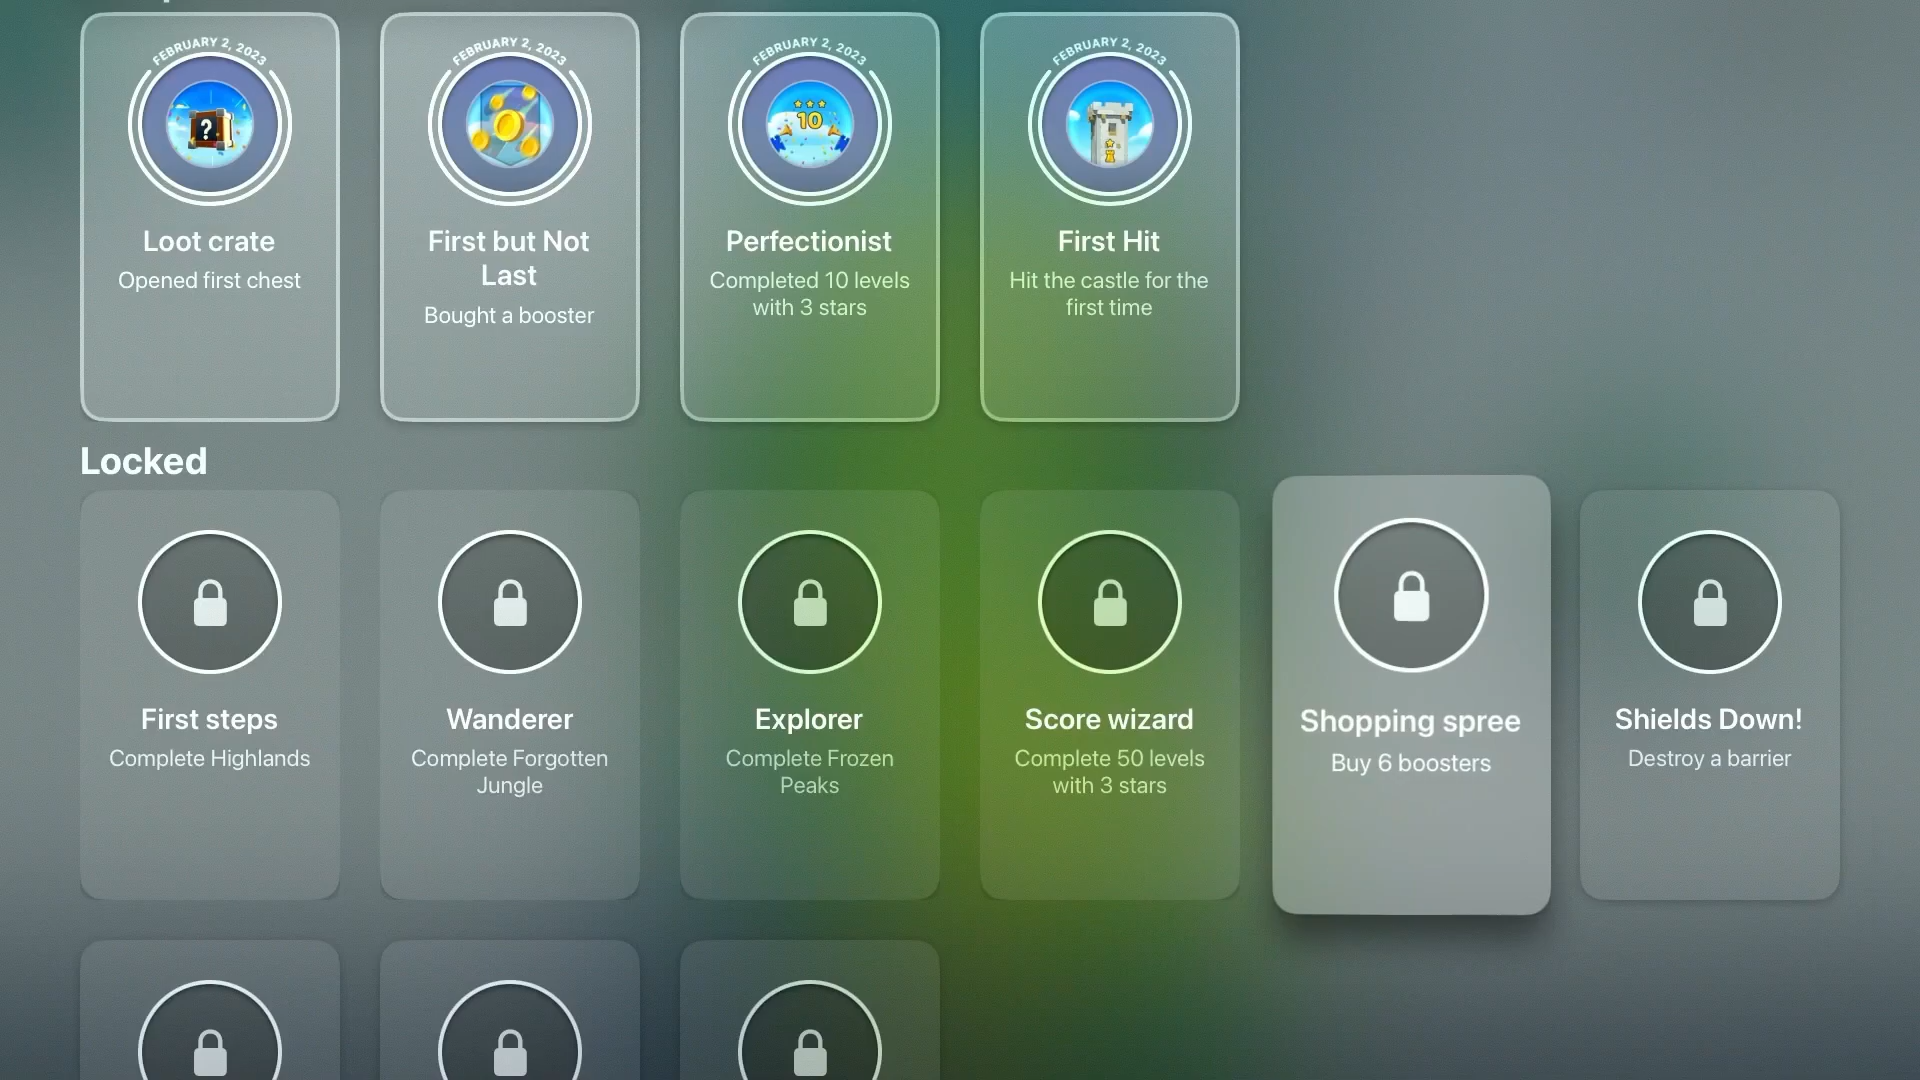 FEBRUARY 2, 2023
FEBRUARY 2, 2023
FEBRUARY 2, 2023
FEBRUARY 2, 2023
?
10
Loot crate
Opened first chest
First but Not
Last
Bought a booster
Perfectionist
Completed 10 levels
with 3 stars
First Hit
Hit the castle for the
first time
Locked
First steps
Complete Highlands
Wanderer
Complete Forgotten
Jungle
Explorer
Complete Frozen
Peaks
Score wizard
Complete 50 levels
with 3 stars
Shopping spree
Buy 6 boosters
Shields Down!
Destroy a barrier